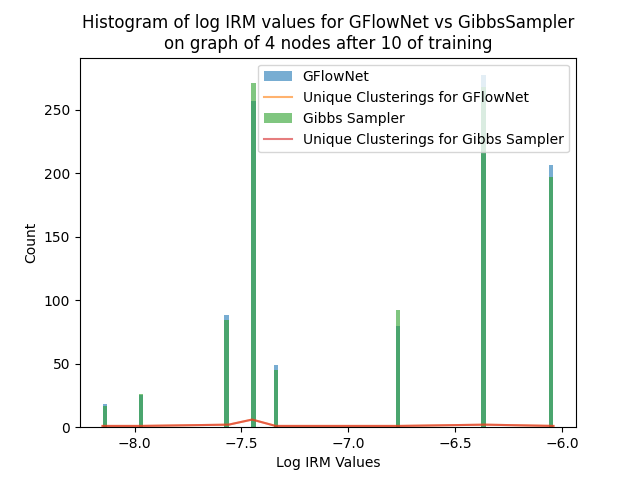 Histogram of log IRM values for GFlowNet vs GibbsSampler
on graph of 4 nodes after 10 of training
GFlowNet
Unique Clusterings for GFlowNet
Gibbs Sampler
Unique Clusterings for Gibbs Sampler
Count
250
200
150
100
50
0
−8.0
−7.5
−7.0
−6.5
−6.0
Log IRM Values